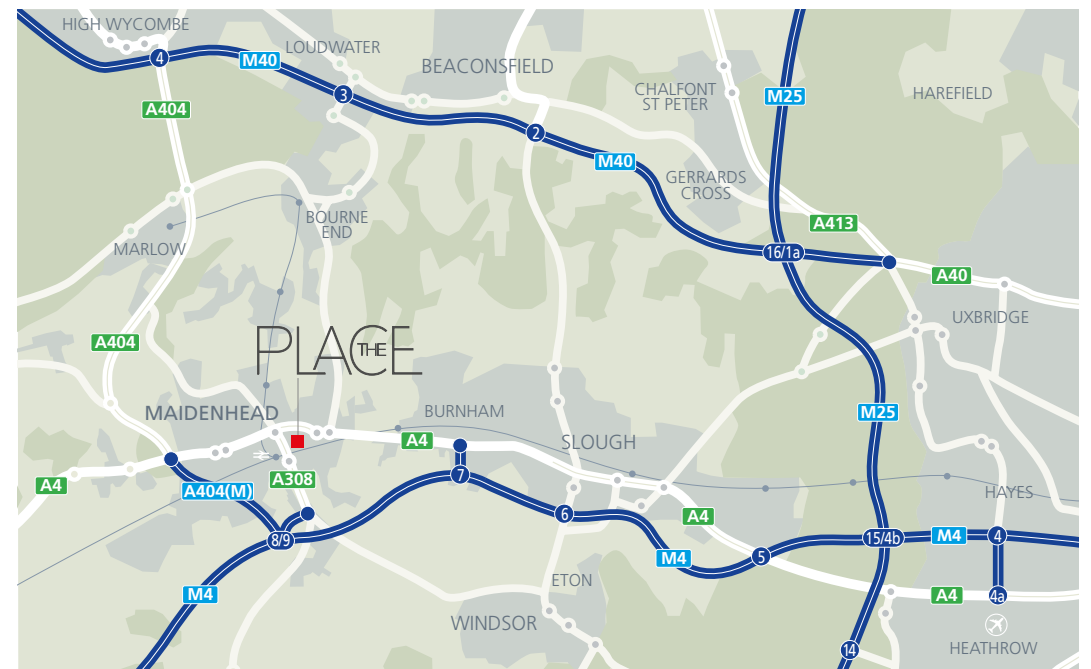 HIGH WYCOMBE
4
M40
LOUDWATER
BEACONSFIELD
3
A404
CHALFONT
ST PETER
M25
HAREFIELD
2
M40
GERRARDS
CROSS
BOURNE
END
MARLOW
A413
16/1a
A40
UXBRIDGE
A404
PLACE
THE
MAIDENHEAD
BURNHAM
M25
A4
SLOUGH
A4
A404(M)
A308
7
HAYES
6
A4
8/9
M4
5
15/4b
M4
4
M4
ETON
A4
4a
WINDSOR
14
HEATHROW